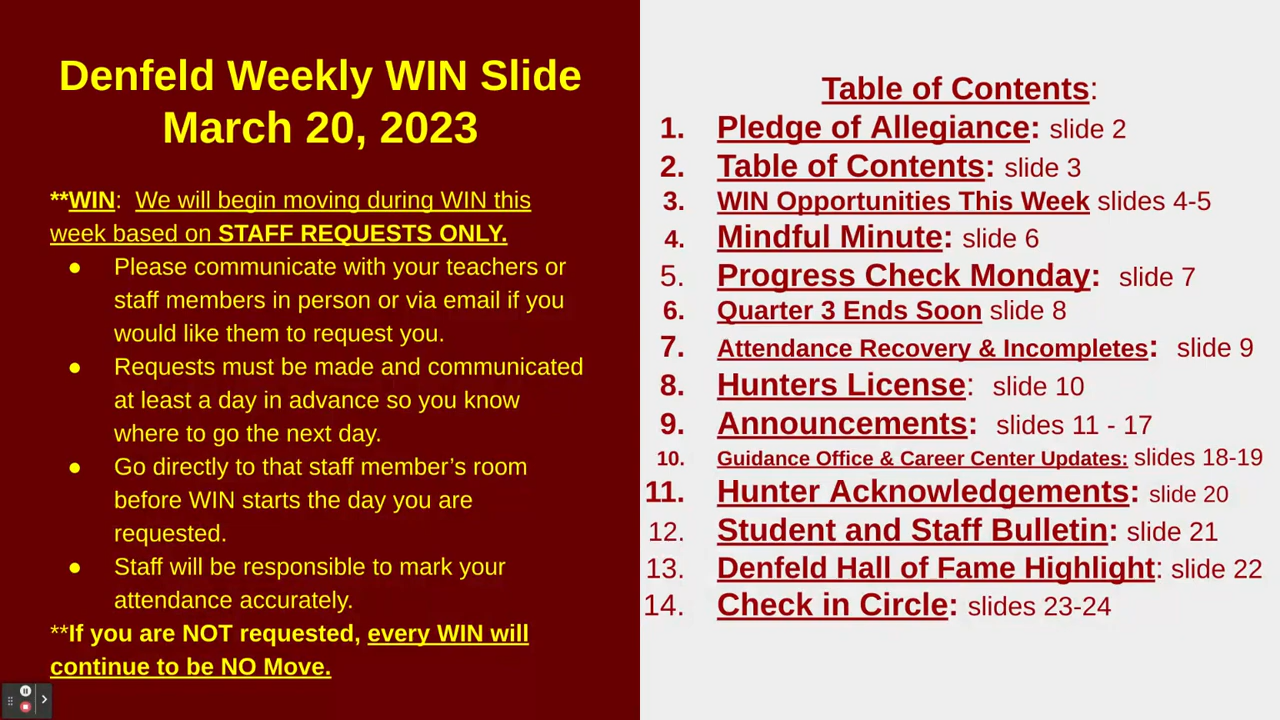 Denfeld Weekly WIN Slide
March 20, 2023
**WIN: We will begin moving during WIN this
week based on STAFF REQUESTS ONLY.
● Please communicate with your teachers or
staff members in person or via email if you
would like them to request you.
● Requests must be made and communicated
at least a day in advance so you know
where to go the next day.
● Go directly to that staff member’s room
before WIN starts the day you are
requested.
● Staff will be responsible to mark your
attendance accurately.
**If you are NOT requested, every WIN will
continue to be NO Move.
Table of Contents:
1. Pledge of Allegiance: slide 2
2. Table of Contents: slide 3
3. WIN Opportunities This Week slides 4-5
4. Mindful Minute: slide 6
5. Progress Check Monday: slide 7
6. Quarter 3 Ends Soon slide 8
7. Attendance Recovery & Incompletes: slide 9
8. Hunters License: slide 10
9. Announcements: slides 11 - 17
10. Guidance Office & Career Center Updates: slides 18-19
11. Hunter Acknowledgements: slide 20
12. Student and Staff Bulletin: slide 21
13. Denfeld Hall of Fame Highlight: slide 22
14. Check in Circle: slides 23-24